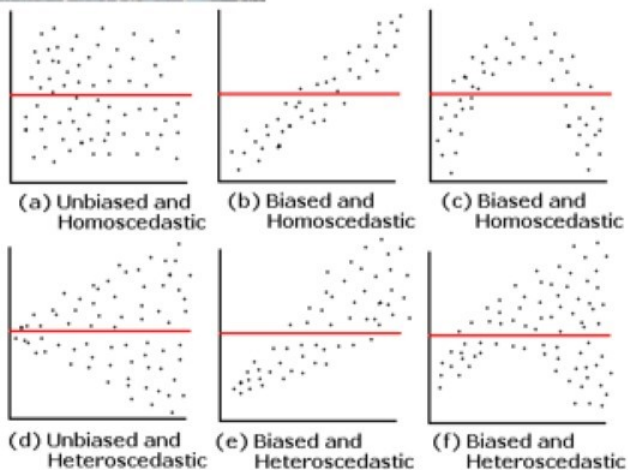 (a) Unbiased and
Homoscedastic
(b) Biased and
Homoscedastic
(c) Biased and
Homoscedastic
(d) Unbiased and
Heteroscedastic
(e) Biased and
Heteroscedastic
(f) Biased and
Heteroscedastic